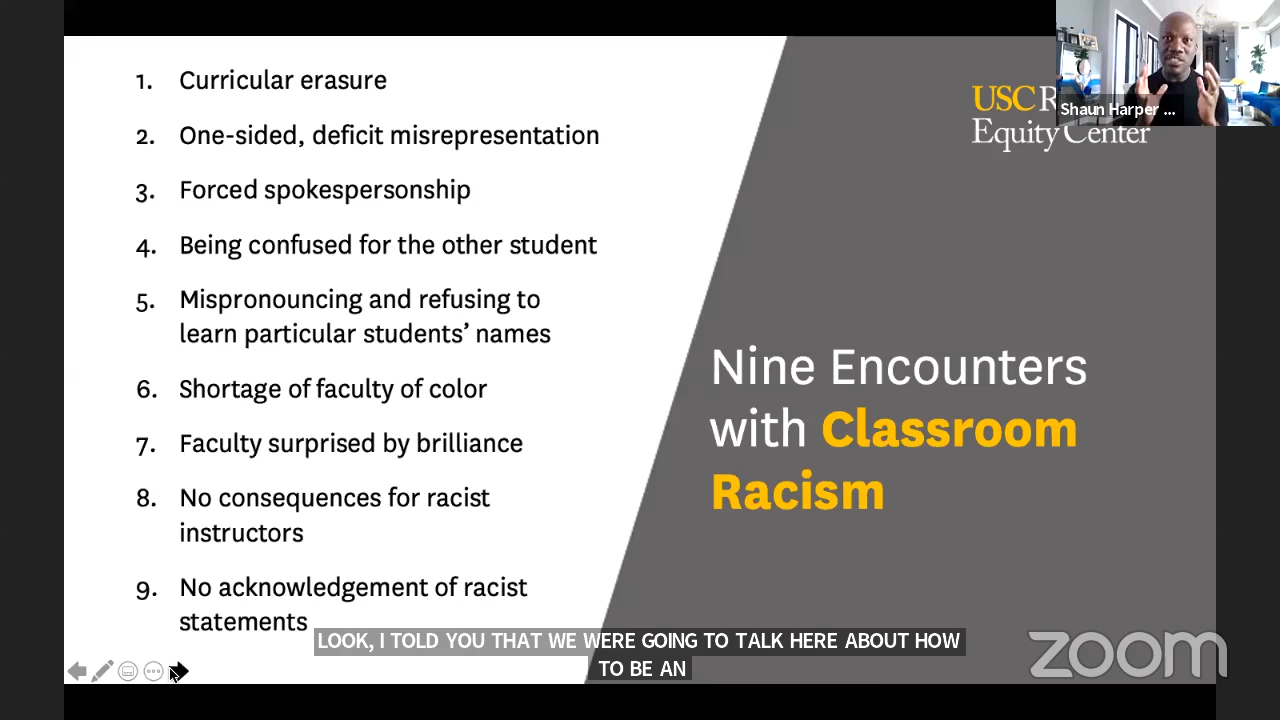 1. Curricular erasure
2. One-sided, deficit misrepresentation
3. Forced spokespersonship
4. Being confused for the other student
5. Mispronouncing and refusing to
learn particular students’ names
6. Shortage of faculty of color
7. Faculty surprised by brilliance
8. No consequences for racist
instructors
9. No acknowledgement of racist
statements
USC R
Equity Center
Shaun Harper ...
Nine Encounters
with Classroom
Racism
LOOK, I TOLD YOU THAT WE WERE GOING TO TALK HERE ABOUT HOW
TO BE AN
zoom